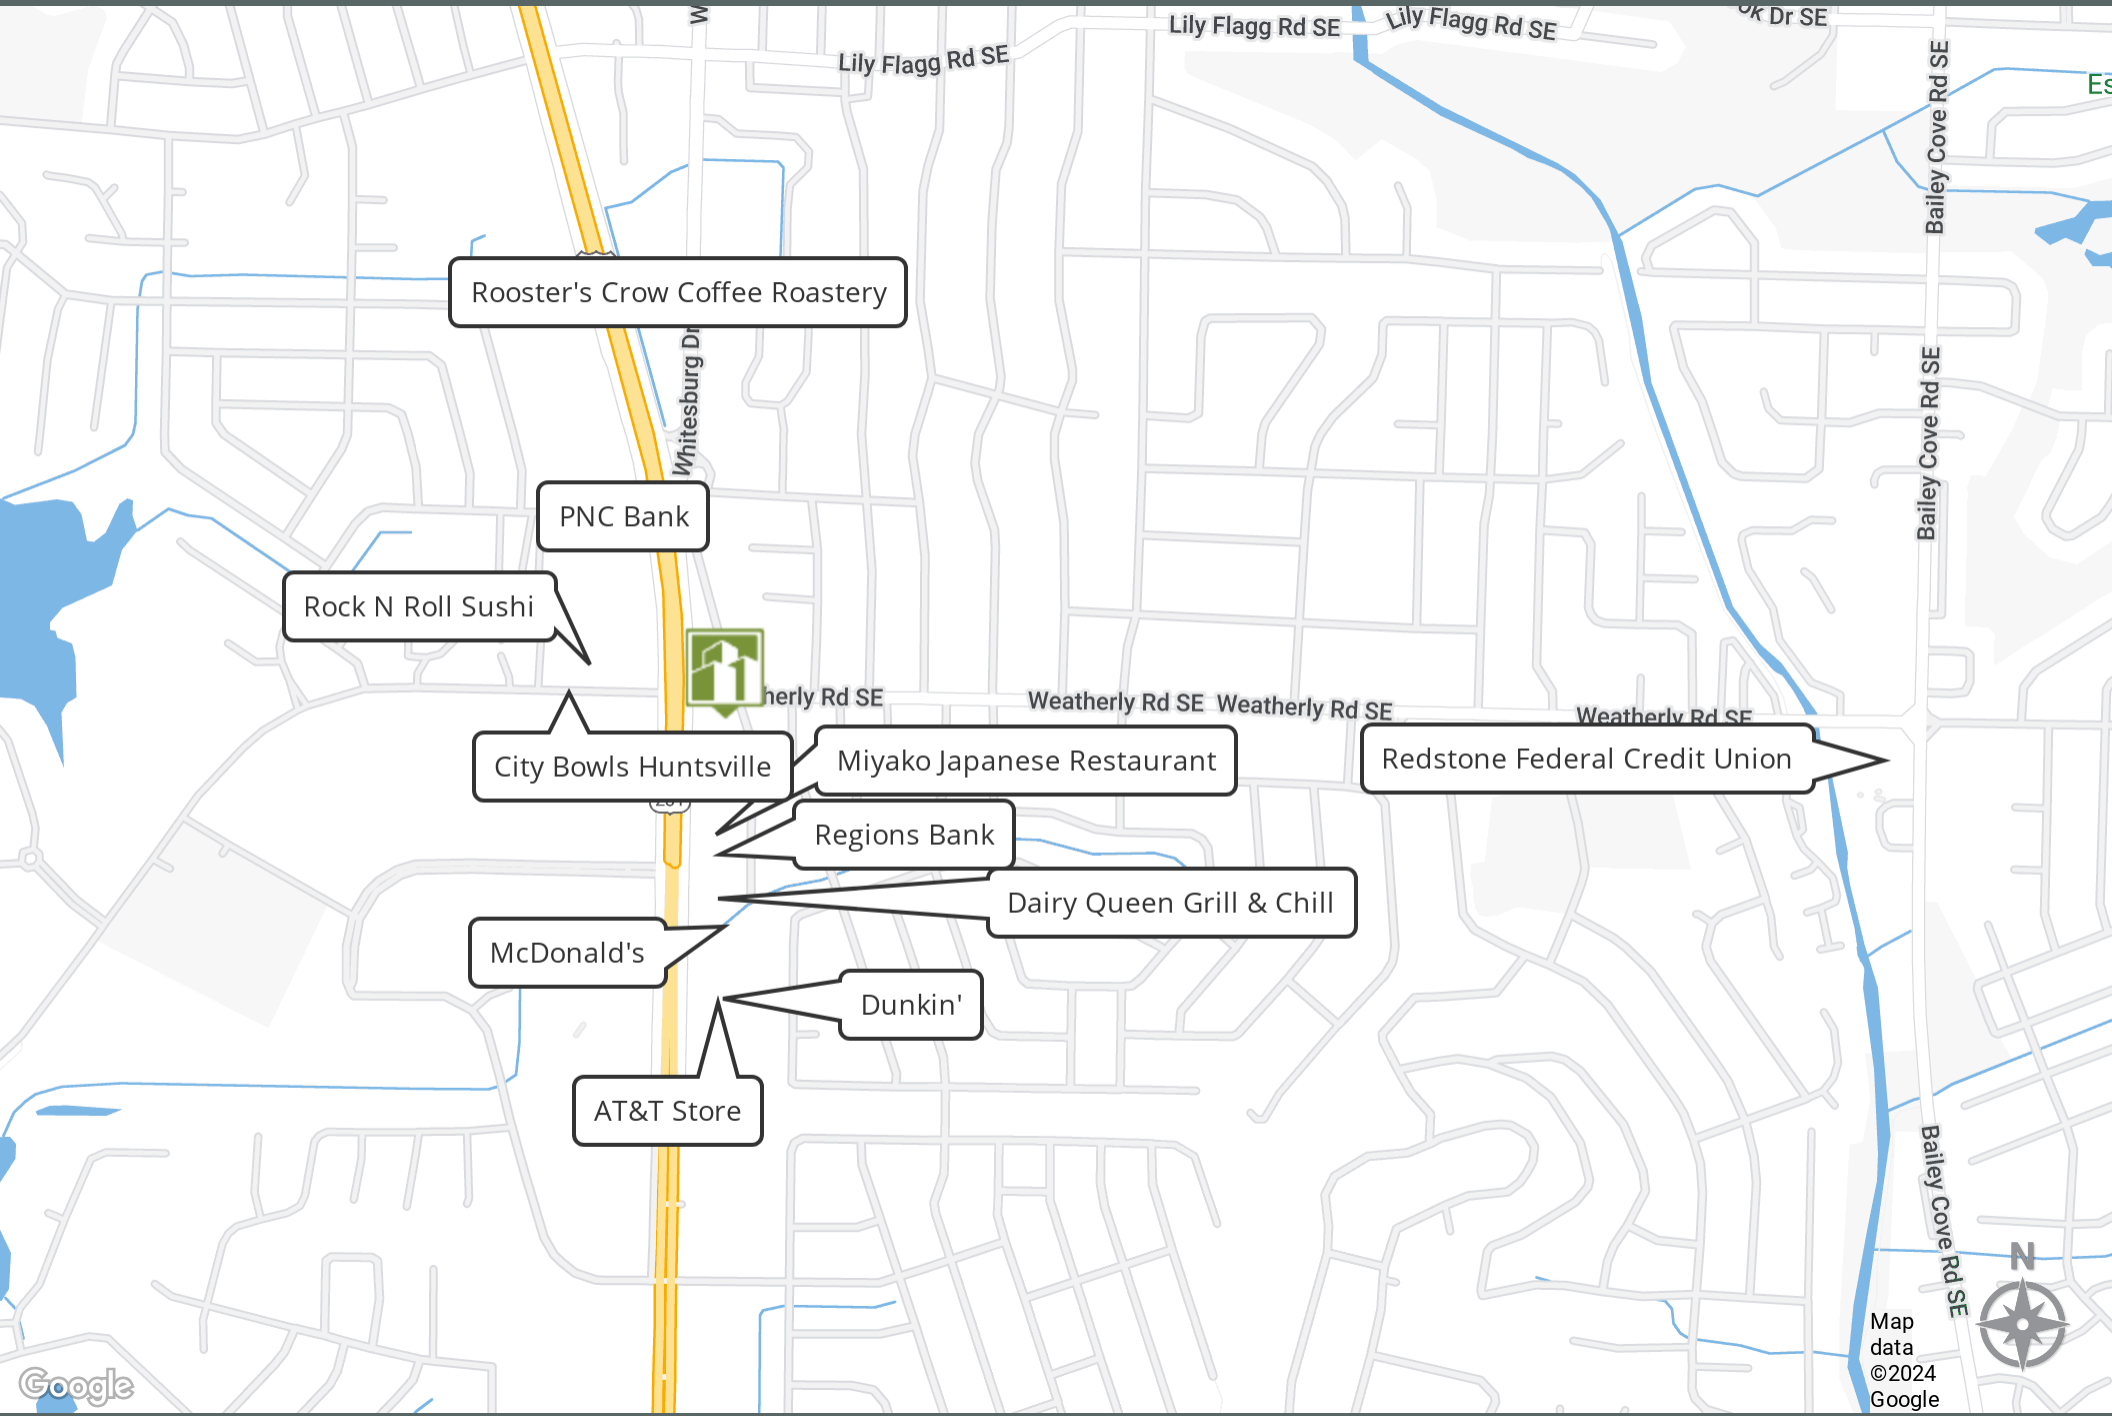 Lily Flagg Rd SE
Lily Flagg Rd SE
Lily Flagg Rd SE
Dr SE
Bailey Cove Rd SE
Rooster's Crow Coffee Roastery
Whitesburg Dr
Bailey Cove Rd SE
PNC Bank
Rock N Roll Sushi
herly Rd SE
Weatherly Rd SE
Weatherly Rd SE
Weatherly Rd SE
City Bowls Huntsville
Miyako Japanese Restaurant
Redstone Federal Credit Union
Regions Bank
Dairy Queen Grill & Chill
McDonald's
Dunkin'
AT&T Store
Bailey Cove Rd SE
N
Map
data
©2024
Google
Google